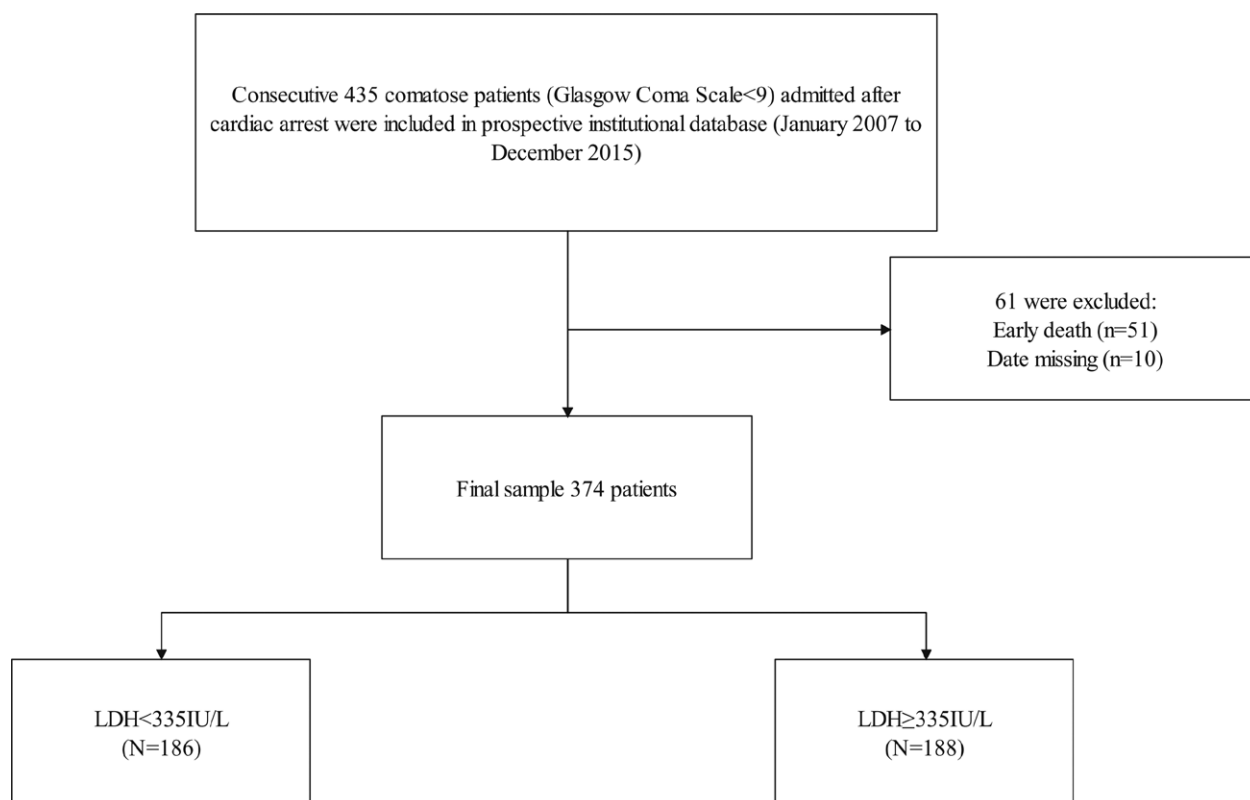 Consecutive 435 comatose patients (Glasgow Coma Scale<9) admitted after
cardiac arrest were included in prospective institutional database (January 2007 to
December 2015)
61 were excluded:
Early death (n=51)
Date missing (n=10)
Final sample 374 patients
LDH<335IU/L
(N=186)
LDH≥335IU/L
(N=188)